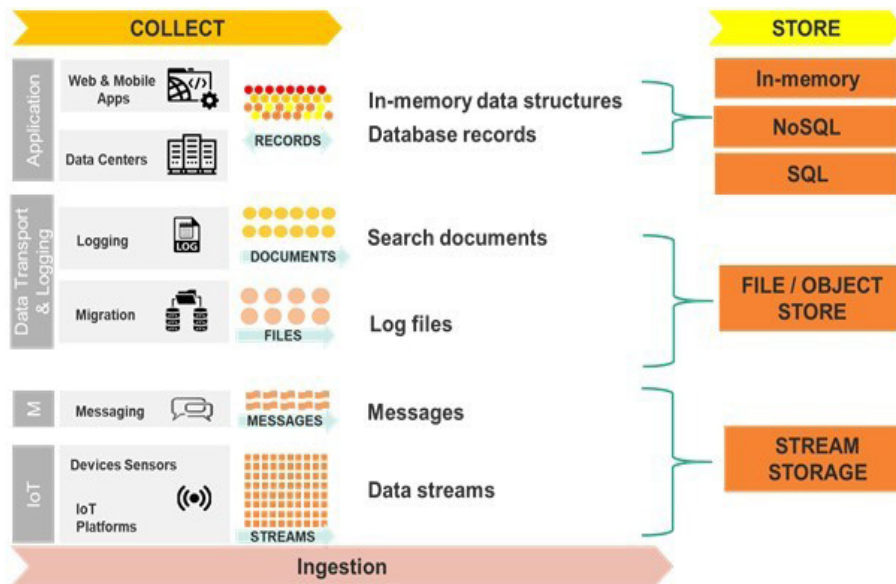 COLLECT
STORE
Application
Web & Mobile
Apps
</>
Data Centers
RECORDS
In-memory data structures
Database records
In-memory
NoSQL
SQL
Data Transport
& Logging
Logging
LOG
DOCUMENTS
Search documents
Migration
FILES
Log files
FILE / OBJECT
STORE
M
Messaging
MESSAGES
Messages
IoT
Devices Sensors
IoT
Platforms
STREAMS
Data streams
STREAM
STORAGE
Ingestion